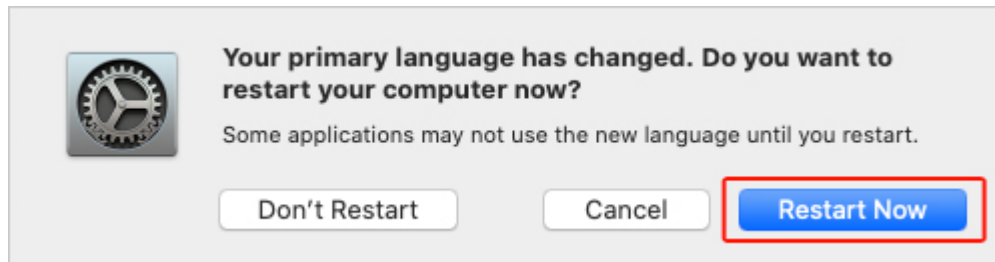 Your primary language has changed. Do you want to
restart your computer now?
Some applications may not use the new language until you restart.
Don't Restart
Cancel
Restart Now